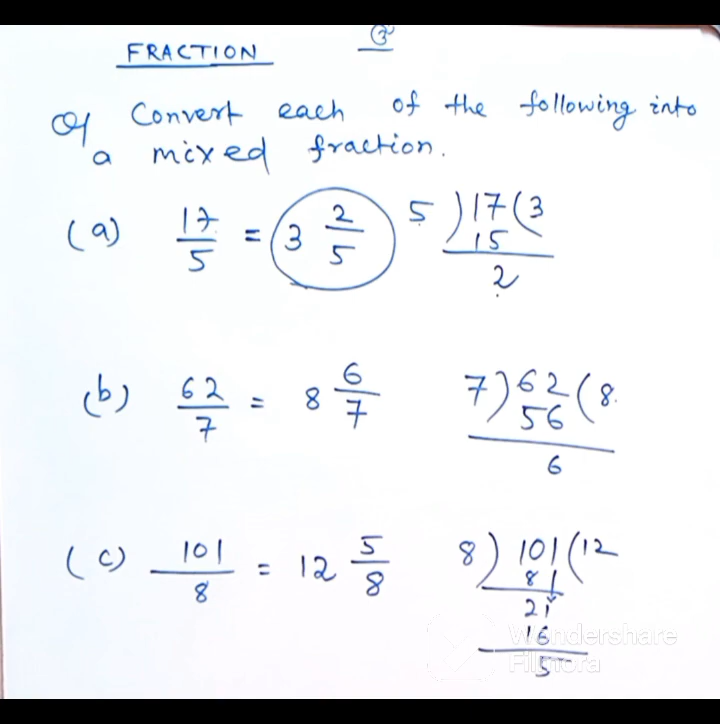 FRACTION
3
Q/ Convert each of the following into
a mixed fraction.
(a) 17/5 = 3 2/5 5)17(3
15
2
(b) 62/7 = 8 6/7 7)62(8.
56
6
(c) 101/8 = 12 5/8 8)101(12
8↓
21
16
5
Wondershare
Filmora